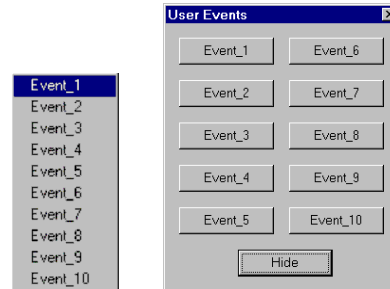 Event_1
Event_2
Event_3
Event_4
Event_5
Event_6
Event_7
Event_8
Event_9
Event_10
User Events
Event_1 Event_6
Event_2 Event_7
Event_3 Event_8
Event_4 Event_9
Event_5 Event_10
Hide